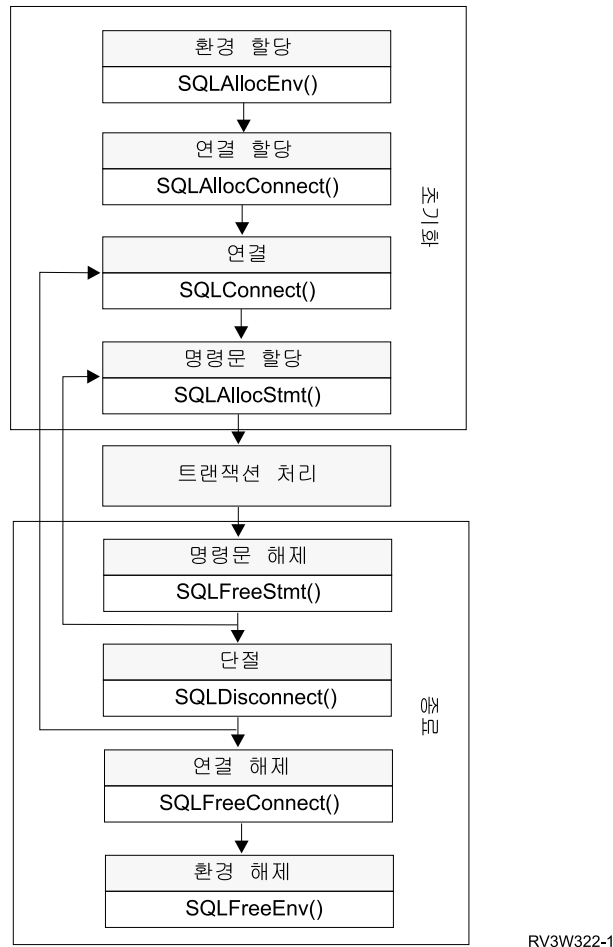 환경 할당
SQLAllocEnv()
연결 할당
SQLAllocConnect()
초기화
연결
SQLConnect()
명령문 할당
SQLAllocStmt()
트랜잭션 처리
명령문 해제
SQLFreeStmt()
단절
SQLDisconnect()
종료
연결 해제
SQLFreeConnect()
환경 해제
SQLFreeEnv()
RV3W322-1